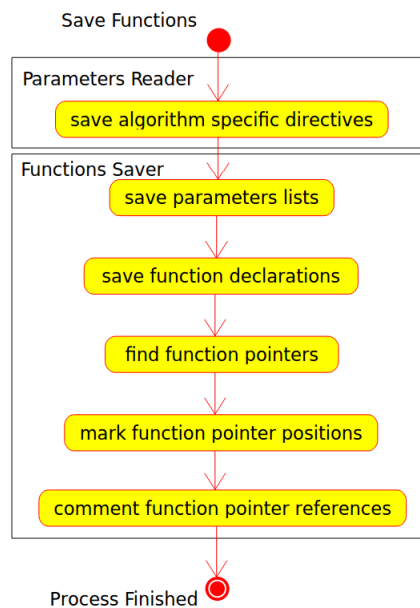 Save Functions
Parameters Reader
save algorithm specific directives
Functions Saver
save parameters lists
save function declarations
find function pointers
mark function pointer positions
comment function pointer references
Process Finished